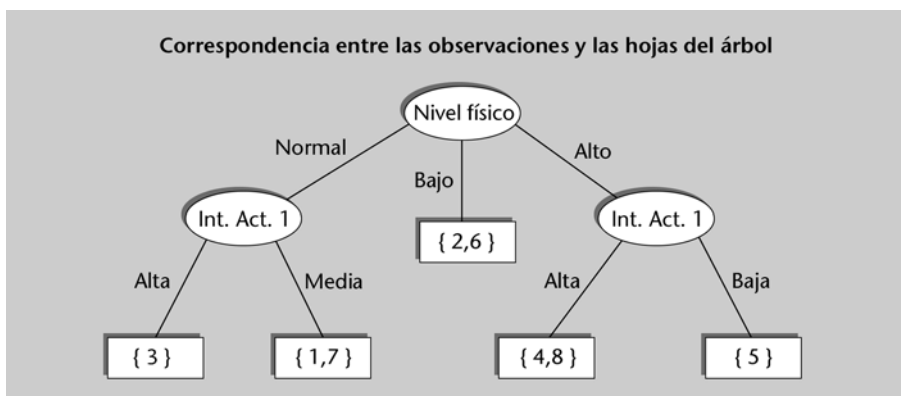 Correspondencia entre las observaciones y las hojas del árbol
Nivel físico
Normal
Bajo
Alto
Int. Act. 1
{ 2,6 }
Int. Act. 1
Alta
Media
Alta
Baja
{ 3 }
{ 1,7 }
{ 4,8 }
{ 5 }